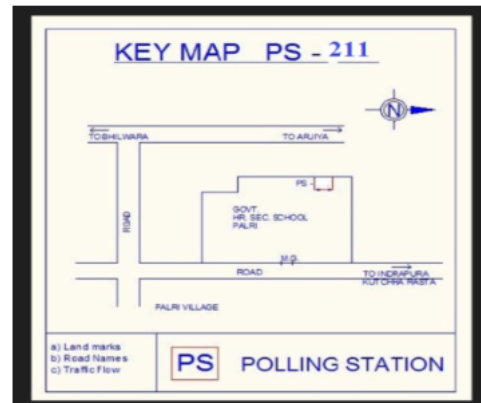 KEY MAP PS - 211
N
TO BHILWARA
TO ARJIYA
ROAD
PS -
GOVT.
HR. SEC. SCHOOL
PALRI
M.G.
ROAD
TO INDRAPURA
KUTCHHA RASTA
PALRI VILLAGE
a) Land marks
b) Road Names
c) Traffic flow
PS POLLING STATION